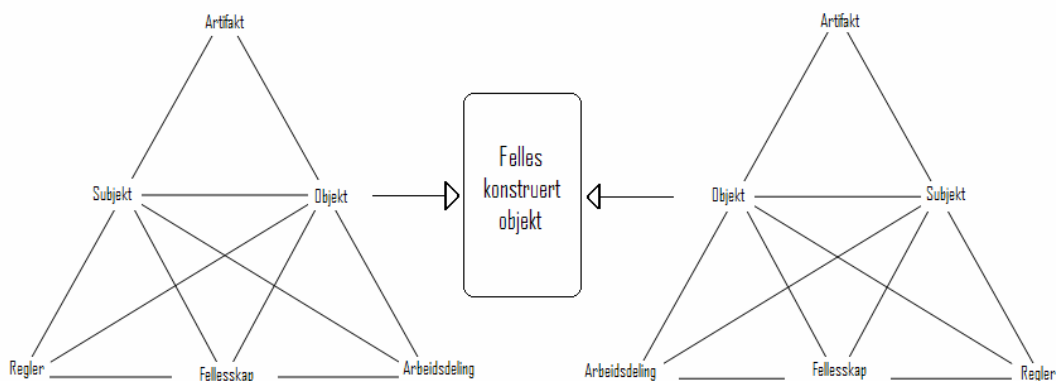 Artifakt
Artifakt
Felles
konstruert
objekt
Subjekt
Objekt
Objekt
Subjekt
Regler
Fellesskap
Arbeidsdeling
Arbeidsdeling
Fellesskap
Regler